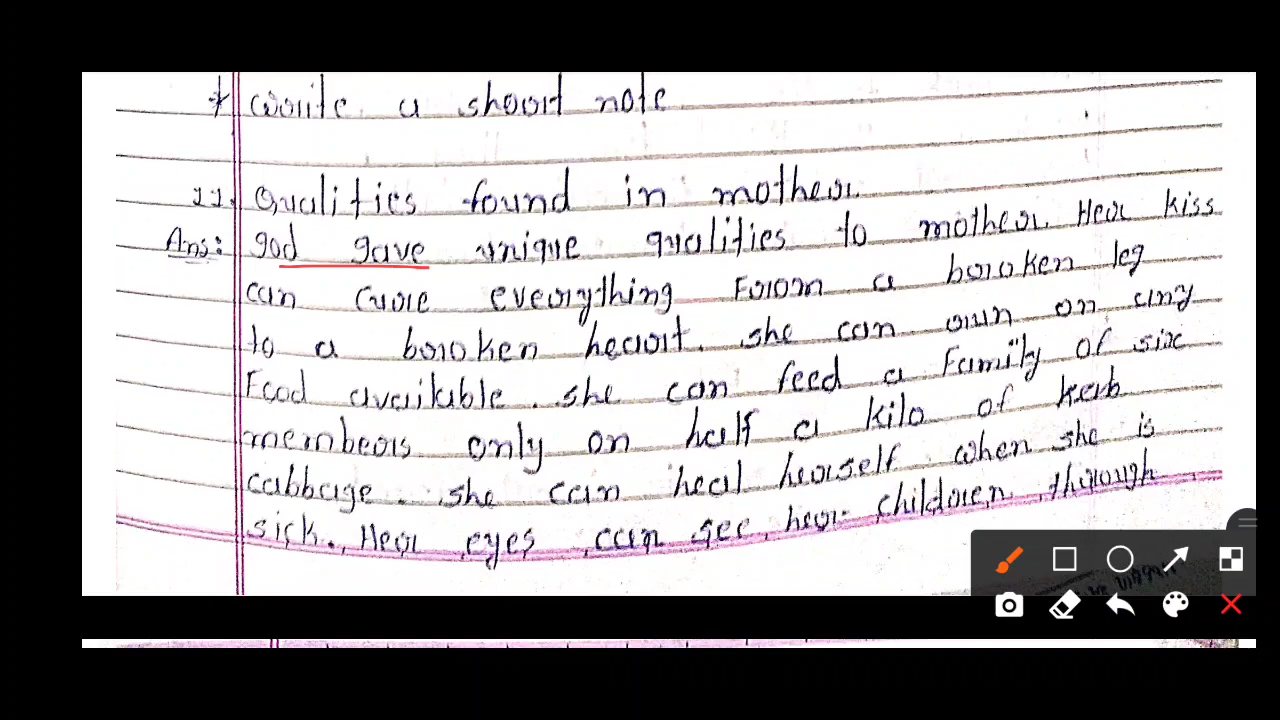 * write a short note
11. Qualities found in mother
Ans: god gave unique qualities to mother. Her kiss
can cure everything From a broken leg
to a broken heart. she can run on any
Food available. she can feed a family of six
members only on half a kilo of kerb
cabbage. she can heal herself when she is
sick. Her eyes can see her children through